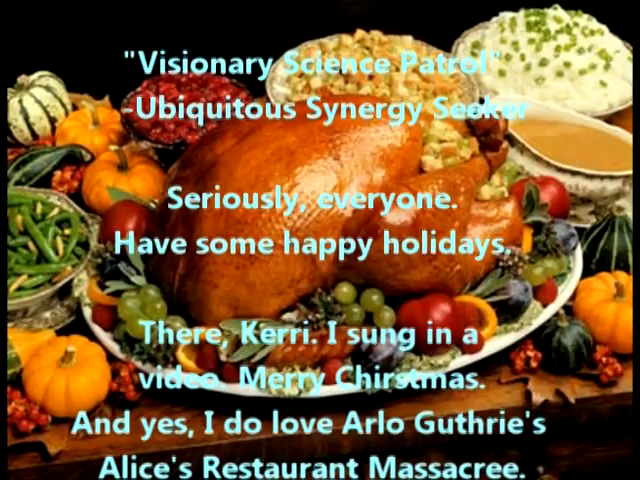 "Visionary Science Patrol"
-Ubiquitous Synergy Seeker
Seriously, everyone.
Have some happy holidays.
There, Kerri. I sung in a
video. Merry Chirstmas.
And yes, I do love Arlo Guthrie's
Alice's Restaurant Massacree.